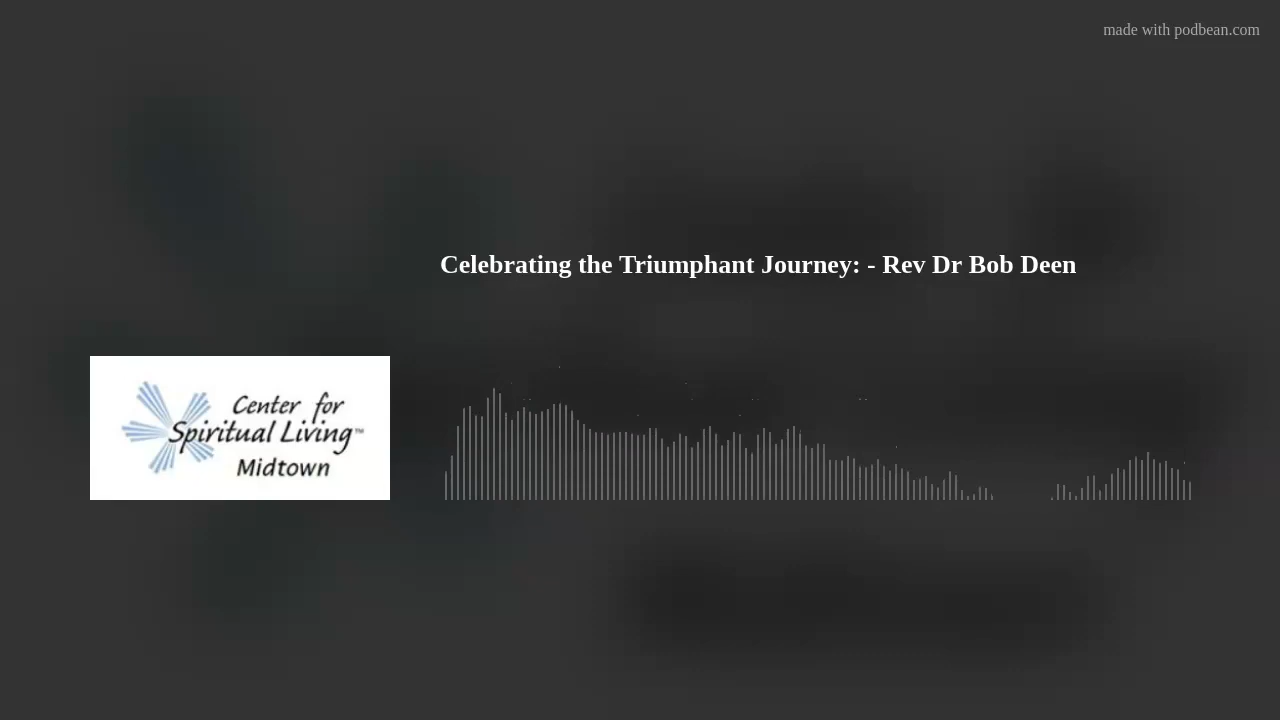 made with podbean.com
Celebrating the Triumphant Journey: - Rev Dr Bob Deen
Center for
Spiritual Living™
Midtown